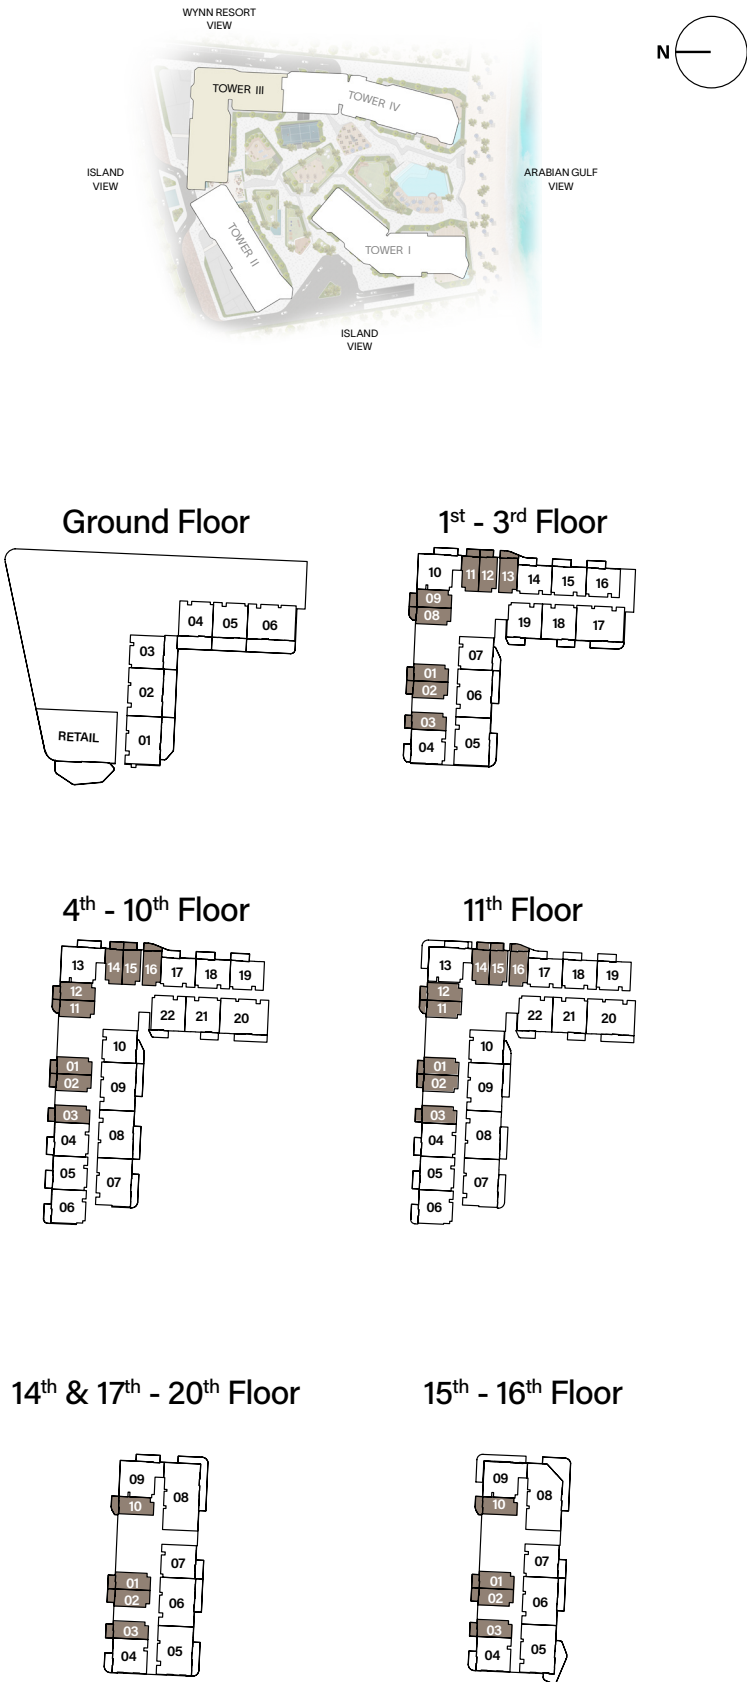 WYNN RESORT
VIEW
N
TOWER III
TOWER IV
ISLAND
VIEW
ARABIAN GULF
VIEW
TOWER II
TOWER I
ISLAND
VIEW
Ground Floor
04 05 06
03
02
RETAIL
01
1st - 3rd Floor
10 11 12 13 14 15 16
09
08
19 18 17
07
01
02
06
03
04
05
4th - 10th Floor
13 14 15 16 17 18 19
12
11
22 21 20
10
01
02
09
03
04
08
05
07
06
11th Floor
13 14 15 16 17 18 19
12
11
22 21 20
10
01
02
09
03
04
08
05
07
06
14th & 17th - 20th Floor
09
08
10
07
01
02
06
03
04
05
15th - 16th Floor
09
08
10
07
01
02
06
03
04
05